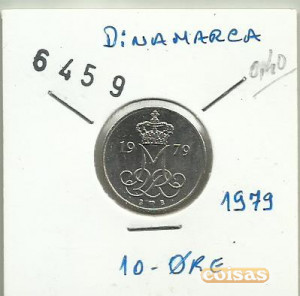 DiNAMARCA
6459
0,40
19 79
1979
10-ØRE
coisas